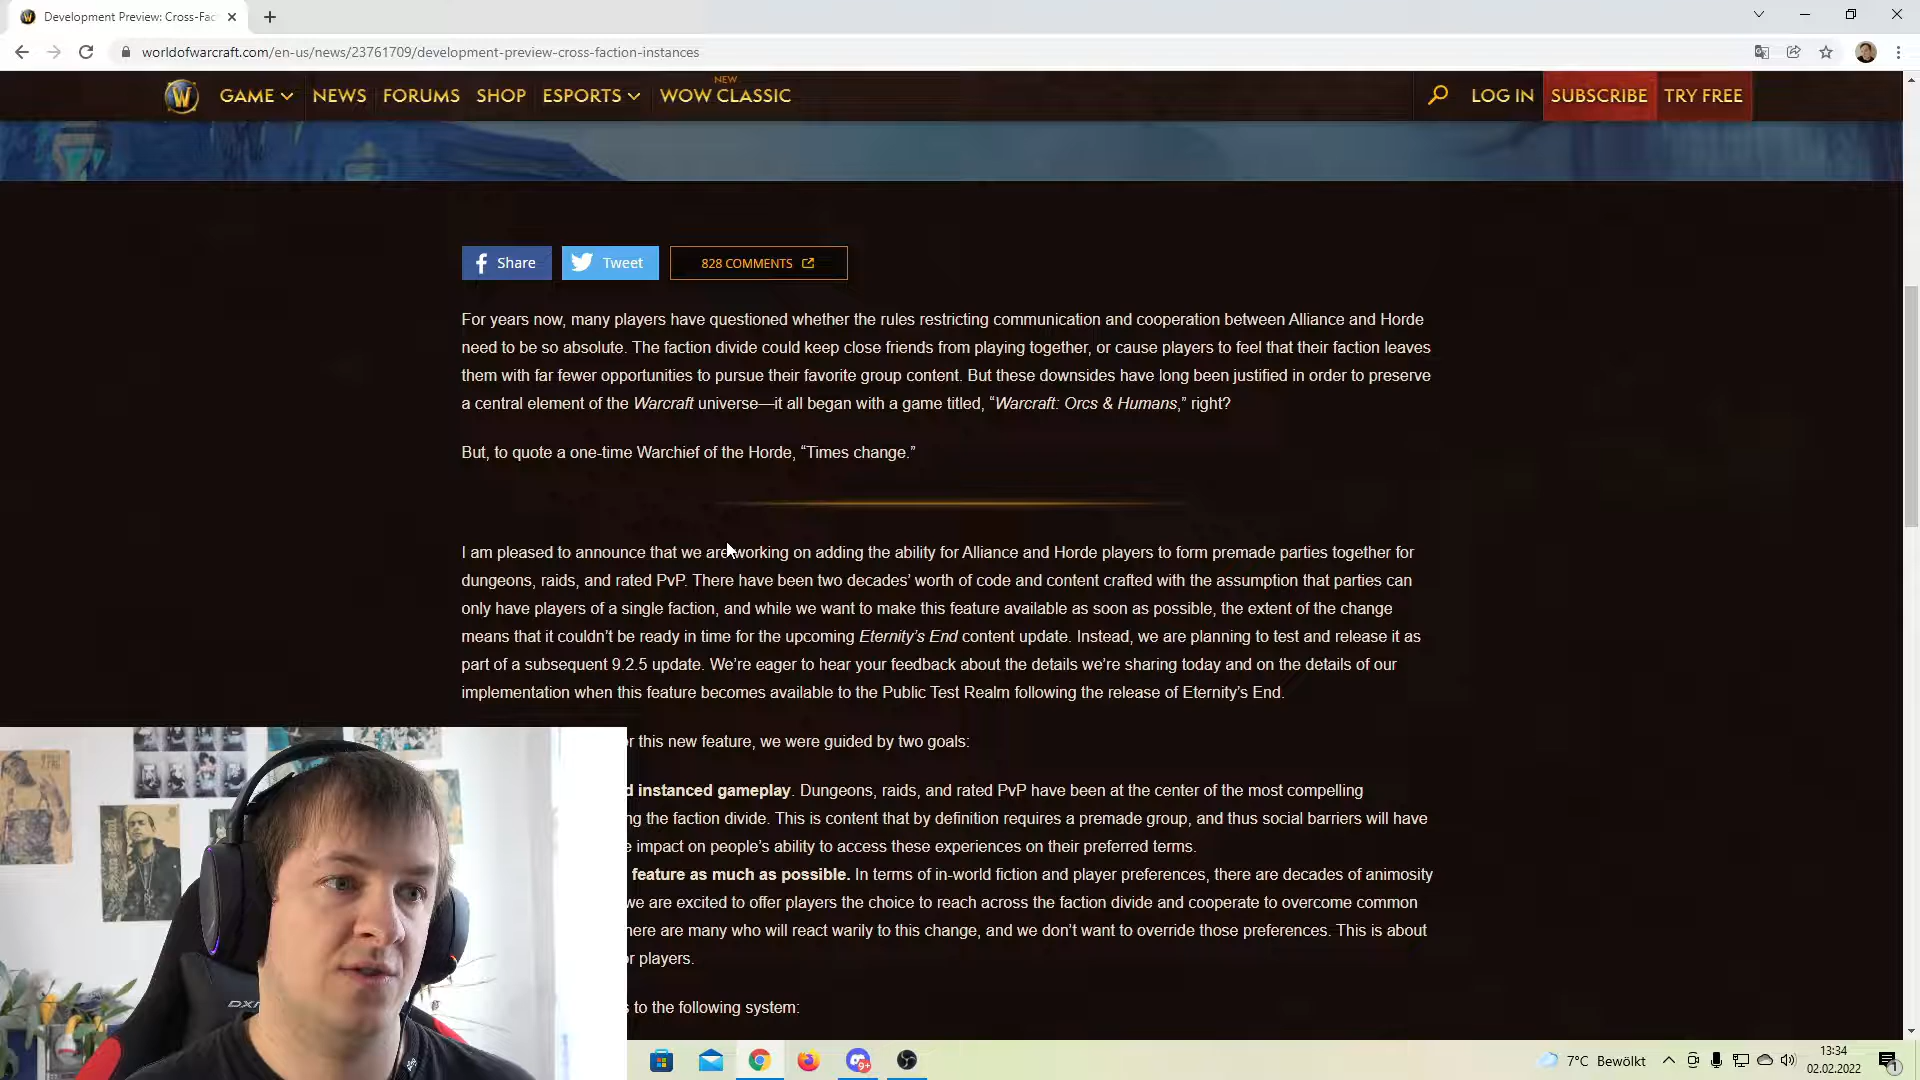 Development Preview: Cross-Fac
worldofwarcraft.com/en-us/news/23761709/development-preview-cross-faction-instances
GAME NEWS FORUMS SHOP ESPORTS NEW WOW CLASSIC LOG IN SUBSCRIBE TRY FREE
Share Tweet 828 COMMENTS
For years now, many players have questioned whether the rules restricting communication and cooperation between Alliance and Horde
need to be so absolute. The faction divide could keep close friends from playing together, or cause players to feel that their faction leaves
them with far fewer opportunities to pursue their favorite group content. But these downsides have long been justified in order to preserve
a central element of the Warcraft universe—it all began with a game titled, “Warcraft: Orcs & Humans,” right?
But, to quote a one-time Warchief of the Horde, “Times change.”
I am pleased to announce that we are working on adding the ability for Alliance and Horde players to form premade parties together for
dungeons, raids, and rated PvP. There have been two decades’ worth of code and content crafted with the assumption that parties can
only have players of a single faction, and while we want to make this feature available as soon as possible, the extent of the change
means that it couldn’t be ready in time for the upcoming Eternity’s End content update. Instead, we are planning to test and release it as
part of a subsequent 9.2.5 update. We’re eager to hear your feedback about the details we’re sharing today and on the details of our
implementation when this feature becomes available to the Public Test Realm following the release of Eternity’s End.
this new feature, we were guided by two goals:
instanced gameplay. Dungeons, raids, and rated PvP have been at the center of the most compelling
the faction divide. This is content that by definition requires a premade group, and thus social barriers will have
impact on people’s ability to access these experiences on their preferred terms.
feature as much as possible. In terms of in-world fiction and player preferences, there are decades of animosity
we are excited to offer players the choice to reach across the faction divide and cooperate to overcome common
here are many who will react warily to this change, and we don’t want to override those preferences. This is about
players.
to the following system:
7°C Bewölkt
13:34
02.02.2022